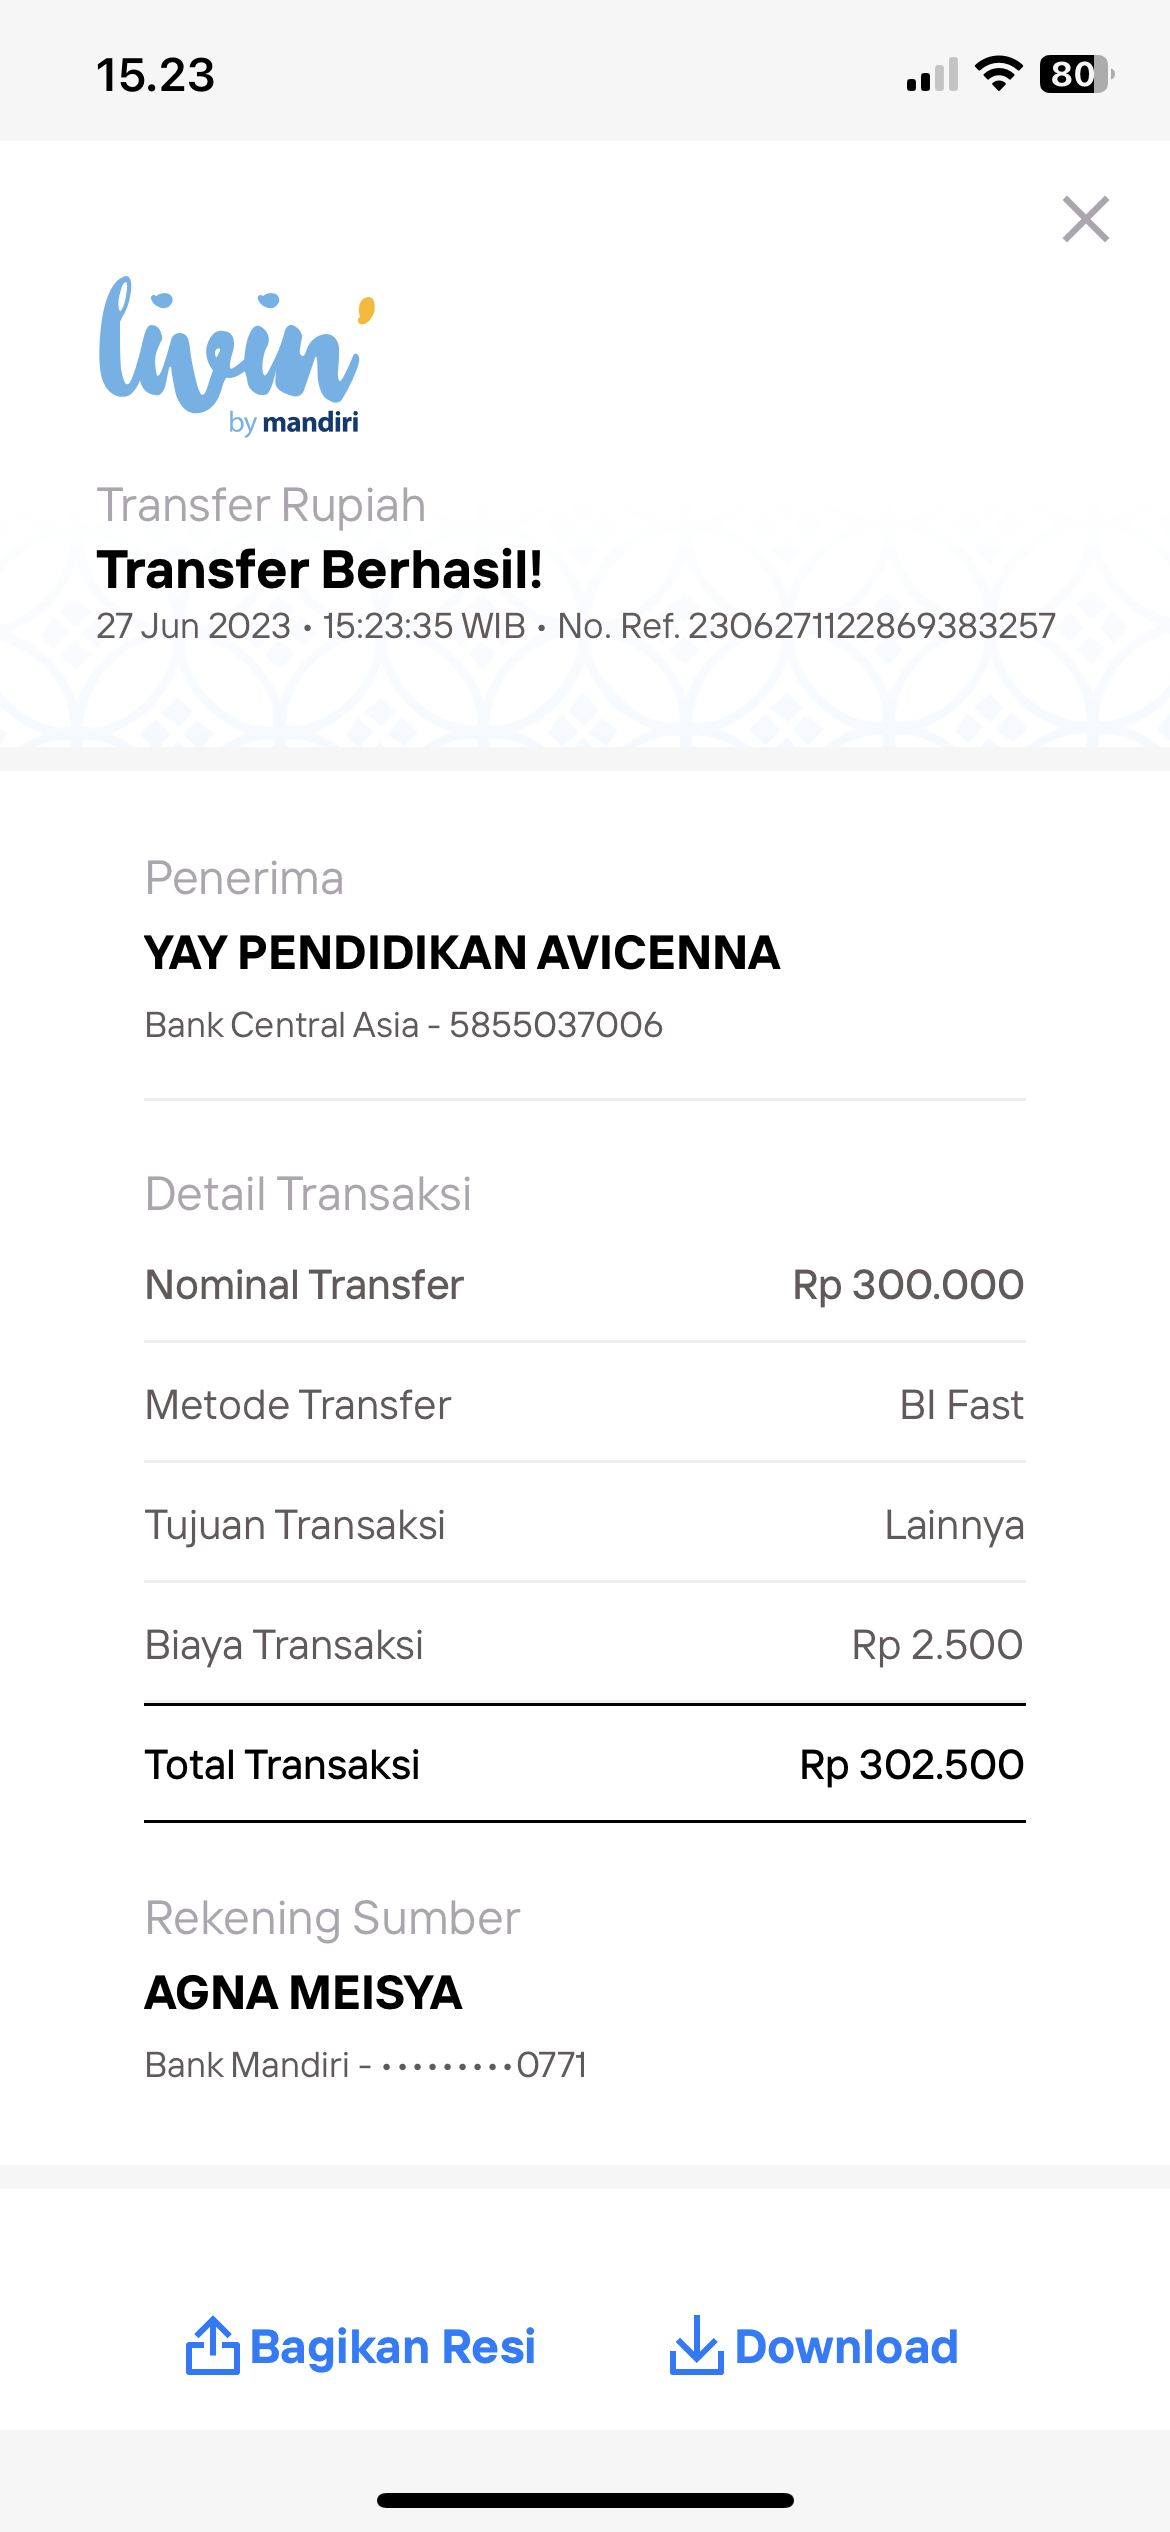 15.23
80
livin'
by mandiri
Transfer Rupiah
Transfer Berhasil!
27 Jun 2023 • 15:23:35 WIB • No. Ref. 2306271122869383257
Penerima
YAY PENDIDIKAN AVICENNA
Bank Central Asia - 5855037006
Detail Transaksi
Nominal Transfer Rp 300.000
Metode Transfer BI Fast
Tujuan Transaksi Lainnya
Biaya Transaksi Rp 2.500
Total Transaksi Rp 302.500
Rekening Sumber
AGNA MEISYA
Bank Mandiri - •••••••••0771
Bagikan Resi Download